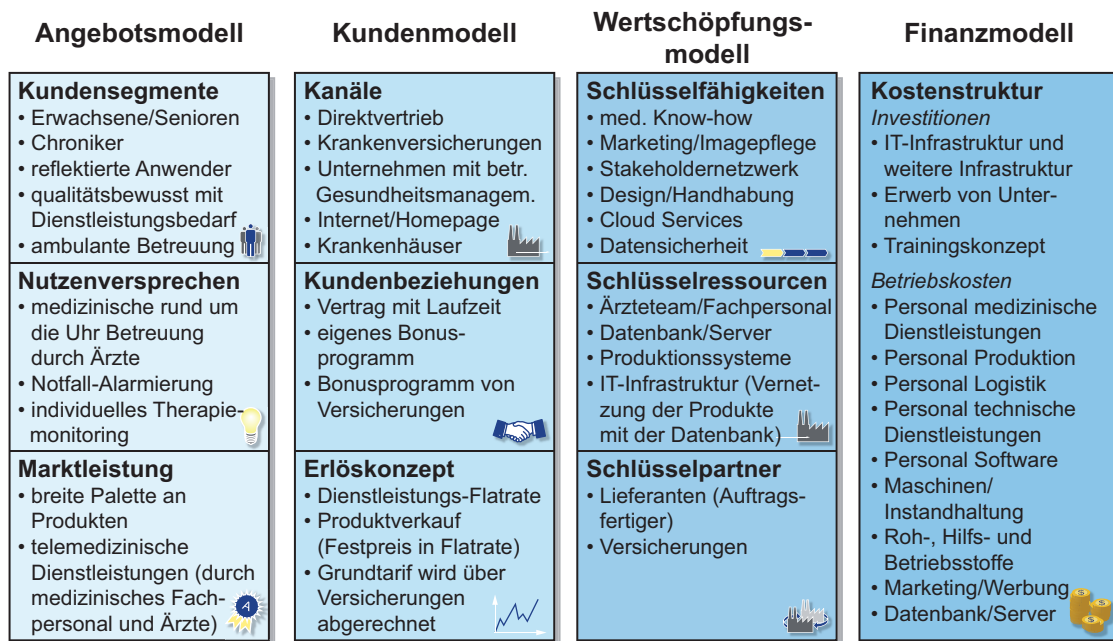 Angebotsmodell
Kundensegmente
• Erwachsene/Senioren
• Chroniker
• reflektierte Anwender
• qualitätsbewusst mit
Dienstleistungsbedarf
• ambulante Betreuung
Nutzenversprechen
• medizinische rund um
die Uhr Betreuung
durch Ärzte
• Notfall-Alarmierung
• individuelles Therapie-
monitoring
Marktleistung
• breite Palette an
Produkten
• telemedizinische
Dienstleistungen (durch
medizinisches Fach-
personal und Ärzte)
A
Kundenmodell
Kanäle
• Direktvertrieb
• Krankenversicherungen
• Unternehmen mit betr.
Gesundheitsmanagem.
• Internet/Homepage
• Krankenhäuser
Kundenbeziehungen
• Vertrag mit Laufzeit
• eigenes Bonus-
programm
• Bonusprogramm von
Versicherungen
Erlöskonzept
• Dienstleistungs-Flatrate
• Produktverkauf
(Festpreis in Flatrate)
• Grundtarif wird über
Versicherungen
abgerechnet
Wertschöpfungs-
modell
Schlüsselfähigkeiten
• med. Know-how
• Marketing/Imagepflege
• Stakeholdernetzwerk
• Design/Handhabung
• Cloud Services
• Datensicherheit
Schlüsselressourcen
• Ärzteteam/Fachpersonal
• Datenbank/Server
• Produktionssysteme
• IT-Infrastruktur (Vernet-
zung der Produkte
mit der Datenbank)
Schlüsselpartner
• Lieferanten (Auftrags-
fertiger)
• Versicherungen
Finanzmodell
Kostenstruktur
Investitionen
• IT-Infrastruktur und
weitere Infrastruktur
• Erwerb von Unter-
nehmen
• Trainingskonzept
Betriebskosten
• Personal medizinische
Dienstleistungen
• Personal Produktion
• Personal Logistik
• Personal technische
Dienstleistungen
• Personal Software
• Maschinen/
Instandhaltung
• Roh-, Hilfs- und
Betriebsstoffe
• Marketing/Werbung
• Datenbank/Server
$
$
$